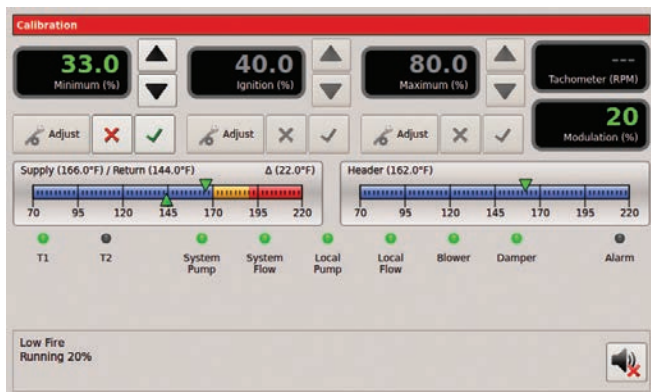 Calibration
33.0
Minimum (%)
40.0
Ignition (%)
80.0
Maximum (%)
---
Tachometer (RPM)
Adjust
Adjust
Adjust
20
Modulation (%)
Supply (166.0°F) / Return (144.0°F) Δ (22.0°F)
70 95 120 145 170 195 220
Header (162.0°F)
70 95 120 145 170 195 220
T1
T2
System
Pump
System
Flow
Local
Pump
Local
Flow
Blower
Damper
Alarm
Low Fire
Running 20%